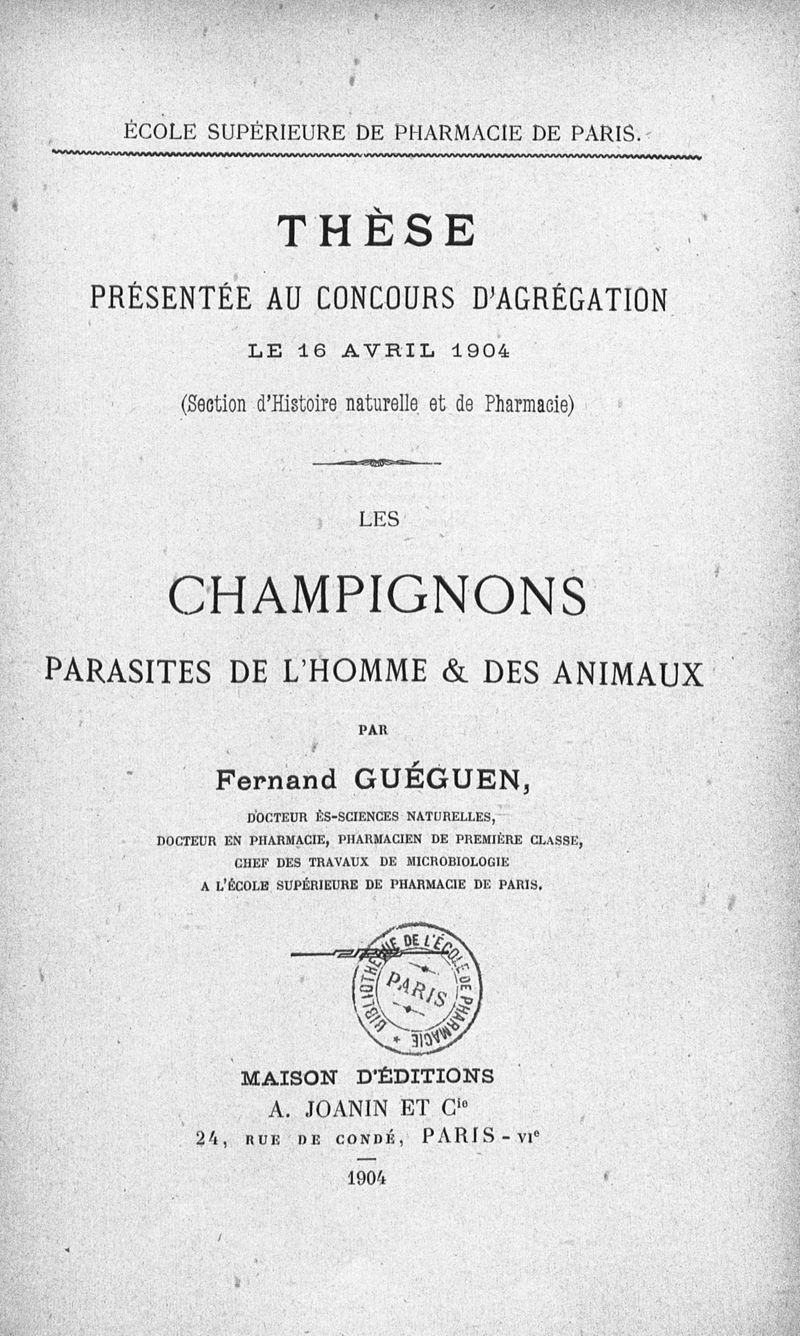 ÉCOLE SUPÉRIEURE DE PHARMACIE DE PARIS.
THÈSE
PRÉSENTÉE AU CONCOURS D'AGRÉGATION
LE 16 AVRIL 1904
(Section d'Histoire naturelle et de Pharmacie)
LES
CHAMPIGNONS
PARASITES DE L'HOMME & DES ANIMAUX
PAR
Fernand GUÉGUEN,
DOCTEUR ÈS-SCIENCES NATURELLES,
DOCTEUR EN PHARMACIE, PHARMACIEN DE PREMIÈRE CLASSE,
CHEF DES TRAVAUX DE MICROBIOLOGIE
A L'ÉCOLE SUPÉRIEURE DE PHARMACIE DE PARIS.
BIBLIOTHÈQUE DE L'ÉCOLE DE PHARMACIE
PARIS
MAISON D'ÉDITIONS
A. JOANIN ET Cie
24, RUE DE CONDÉ, PARIS - VIe
1904